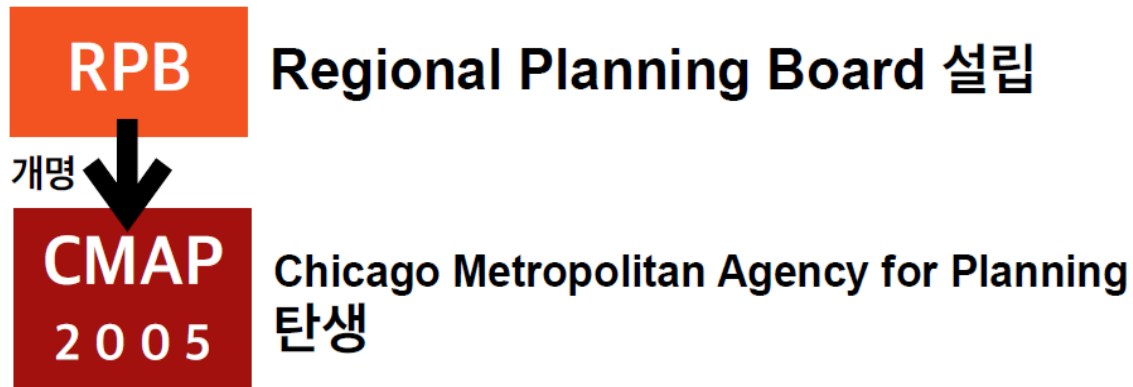 RPB
Regional Planning Board 설립
개명
CMAP
2005
Chicago Metropolitan Agency for Planning
탄생